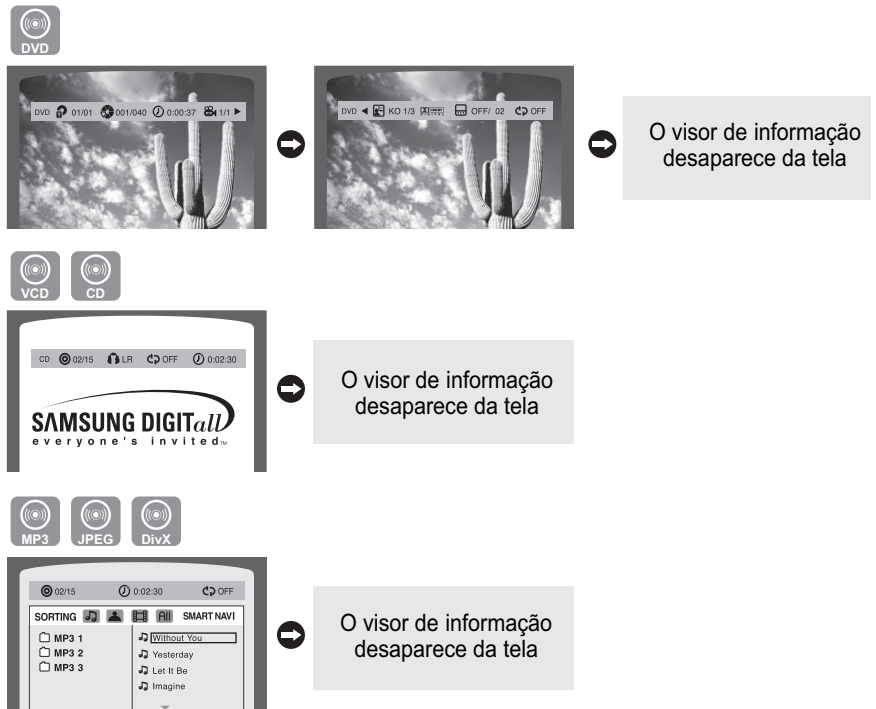 DVD
DVD 01/01 001/040 0:00:37 1/1
DVD KO 1/3 OFF/ 02 OFF
O visor de informação
desaparece da tela
VCD CD
CD 02/15 LR OFF 0:02:30
SAMSUNG DIGITall
everyone's invited™
O visor de informação
desaparece da tela
MP3 JPEG DivX
02/15 0:02:30 OFF
SORTING All SMART NAVI
MP3 1
MP3 2
MP3 3
Without You
Yesterday
Let It Be
Imagine
O visor de informação
desaparece da tela